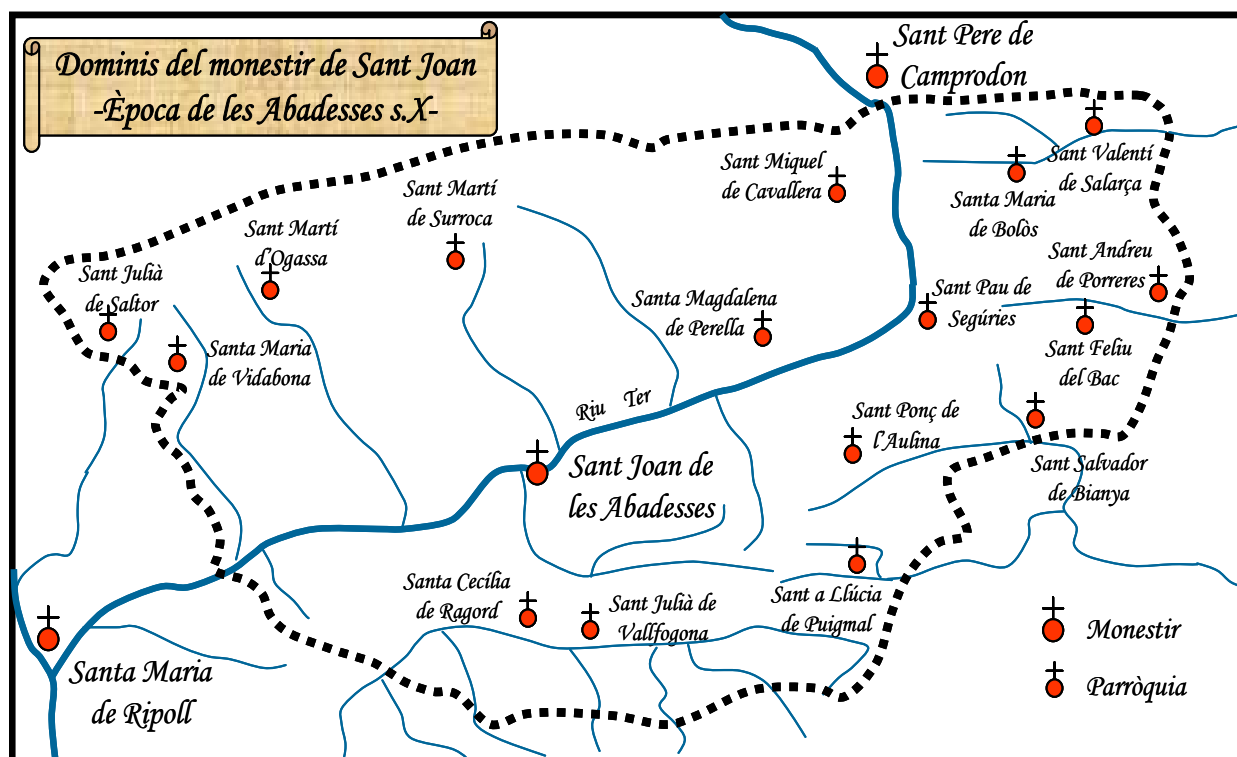 Dominis del monestir de Sant Joan
-Època de les Abadesses s.X-
Sant Pere de
Camprodon
Sant Miquel
de Cavallera
Sant Valentí
de Salarça
Santa Maria
de Bolòs
Sant Martí
de Surroca
Sant Martí
d'Ogassa
Sant Julià
de Saltor
Santa Maria
de Vidabona
Santa Magdalena
de Perella
Sant Pau de
Segúries
Sant Andreu
de Porreres
Sant Feliu
del Bac
Riu Ter
Sant Ponç de
l'Aulina
Sant Salvador
de Bianya
Sant Joan de
les Abadesses
Santa Cecília
de Ragord
Sant Julià de
Vallfogona
Sant a Llúcia
de Puigmal
Santa Maria
de Ripoll
Monestir
Parròquia